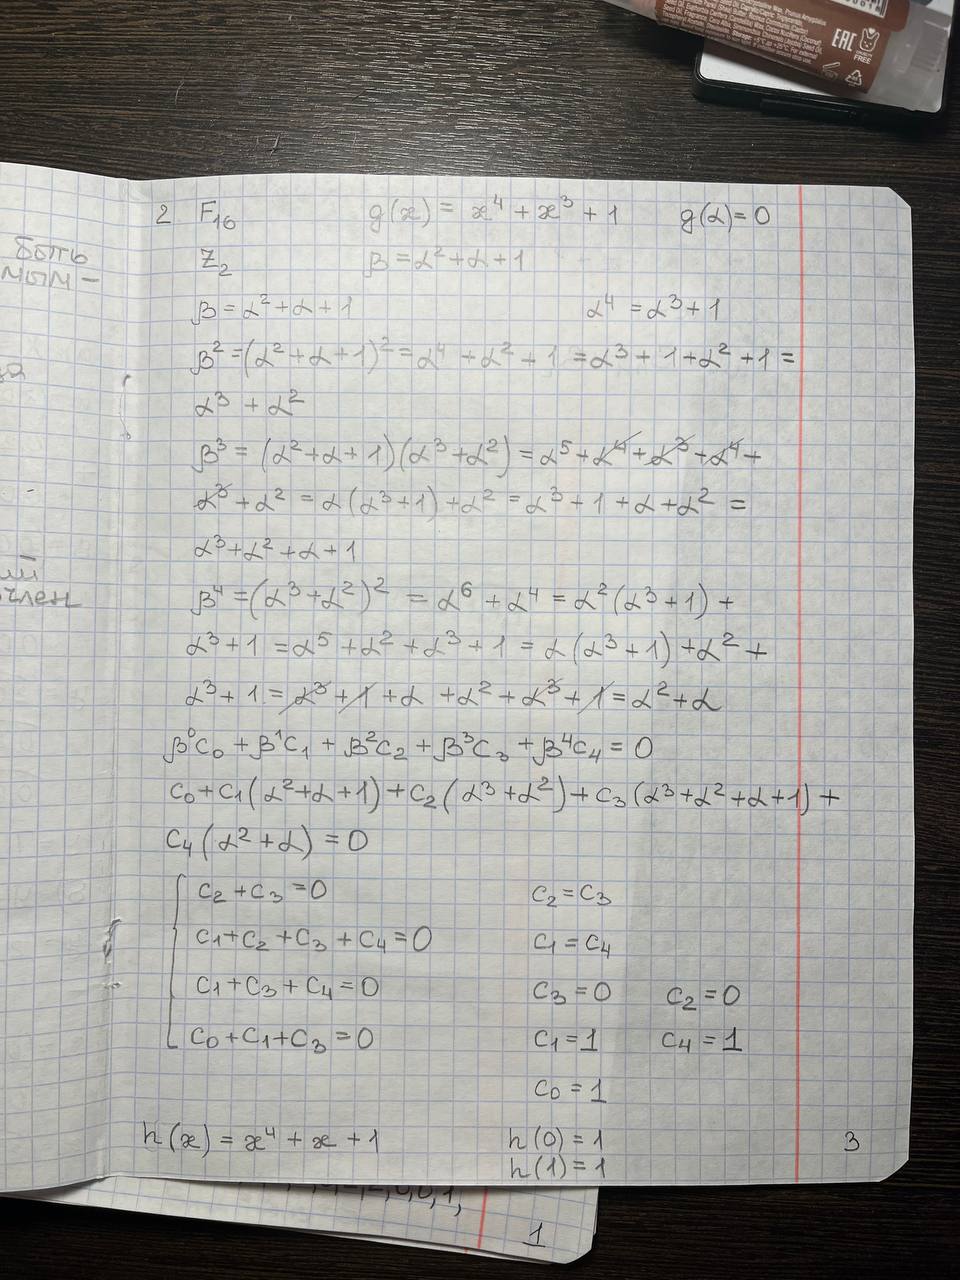 EAC
CRUELTY FREE
2 F₁₆ g(x) = x⁴ + x³ + 1 g(α) = 0
Z₂ β = α² + α + 1
β = α² + α + 1 α⁴ = α³ + 1
β² = (α² + α + 1)² = α⁴ + α² + 1 = α³ + 1 + α² + 1 =
α³ + α²
β³ = (α² + α + 1)(α³ + α²) = α⁵ + α⁴ + α³ + α⁴ +
α³ + α² = α(α³ + 1) + α² = α³ + 1 + α + α² =
α³ + α² + α + 1
β⁴ = (α³ + α²)² = α⁶ + α⁴ = α²(α³ + 1) +
α³ + 1 = α⁵ + α² + α³ + 1 = α(α³ + 1) + α² +
α³ + 1 = α³ + 1 + α + α² + α³ + 1 = α² + α
β⁰c₀ + β¹c₁ + β²c₂ + β³c₃ + β⁴c₄ = 0
c₀ + c₁(α² + α + 1) + c₂(α³ + α²) + c₃(α³ + α² + α + 1) +
c₄(α² + α) = 0
c₂ + c₃ = 0 c₂ = c₃
c₁ + c₂ + c₃ + c₄ = 0 c₁ = c₄
c₁ + c₃ + c₄ = 0 c₃ = 0 c₂ = 0
c₀ + c₁ + c₃ = 0 c₁ = 1 c₄ = 1
c₀ = 1
h(x) = x⁴ + x + 1 h(0) = 1
h(1) = 1
3
быть
мым –
член
1